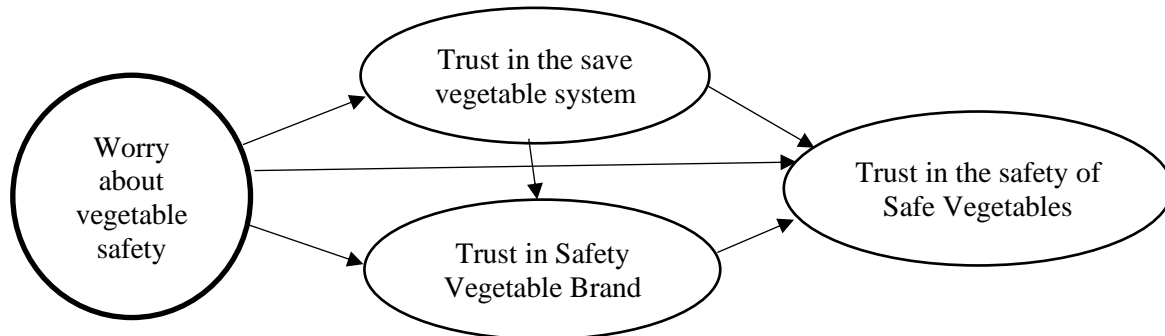 Worry
about
vegetable
safety
Trust in the save
vegetable system
Trust in Safety
Vegetable Brand
Trust in the safety of
Safe Vegetables